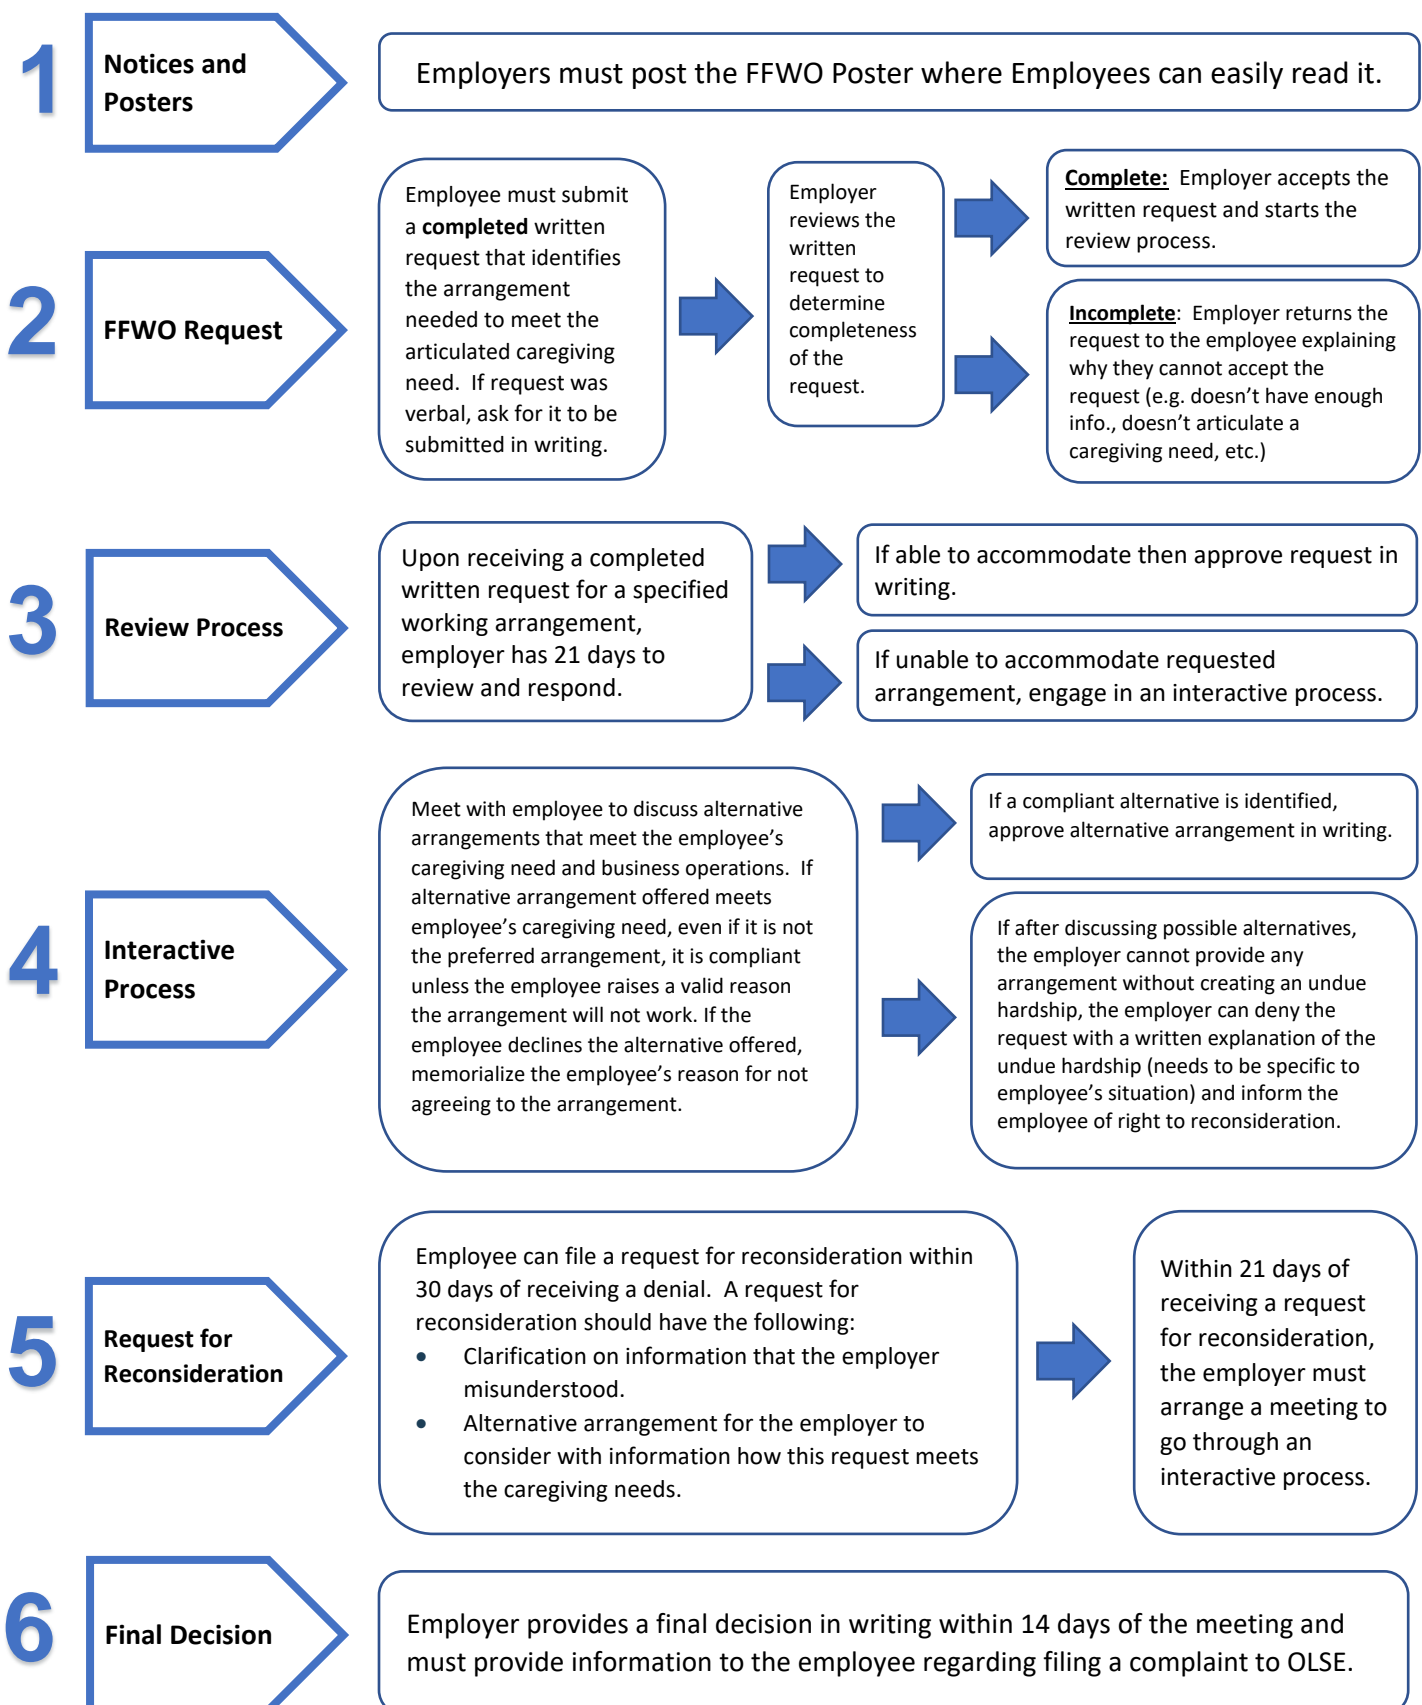 1
Notices and
Posters
Employers must post the FFWO Poster where Employees can easily read it.
2
FFWO Request
Employee must submit
a completed written
request that identifies
the arrangement
needed to meet the
articulated caregiving
need.  If request was
verbal, ask for it to be
submitted in writing.
Employer
reviews the
written
request to
determine
completeness
of the
request.
Complete:  Employer accepts the
written request and starts the
review process.
Incomplete:  Employer returns the
request to the employee explaining
why they cannot accept the
request (e.g. doesn’t have enough
info., doesn’t articulate a
caregiving need, etc.)
3
Review Process
Upon receiving a completed
written request for a specified
working arrangement,
employer has 21 days to
review and respond.
If able to accommodate then approve request in
writing.
If unable to accommodate requested
arrangement, engage in an interactive process.
4
Interactive
Process
Meet with employee to discuss alternative
arrangements that meet the employee’s
caregiving need and business operations.  If
alternative arrangement offered meets
employee’s caregiving need, even if it is not
the preferred arrangement, it is compliant
unless the employee raises a valid reason
the arrangement will not work. If the
employee declines the alternative offered,
memorialize the employee’s reason for not
agreeing to the arrangement.
If a compliant alternative is identified,
approve alternative arrangement in writing.
If after discussing possible alternatives,
the employer cannot provide any
arrangement without creating an undue
hardship, the employer can deny the
request with a written explanation of the
undue hardship (needs to be specific to
employee’s situation) and inform the
employee of right to reconsideration.
5
Request for
Reconsideration
Employee can file a request for reconsideration within
30 days of receiving a denial.  A request for
reconsideration should have the following:
• Clarification on information that the employer
misunderstood.
• Alternative arrangement for the employer to
consider with information how this request meets
the caregiving needs.
Within 21 days of
receiving a request
for reconsideration,
the employer must
arrange a meeting to
go through an
interactive process.
6
Final Decision
Employer provides a final decision in writing within 14 days of the meeting and
must provide information to the employee regarding filing a complaint to OLSE.